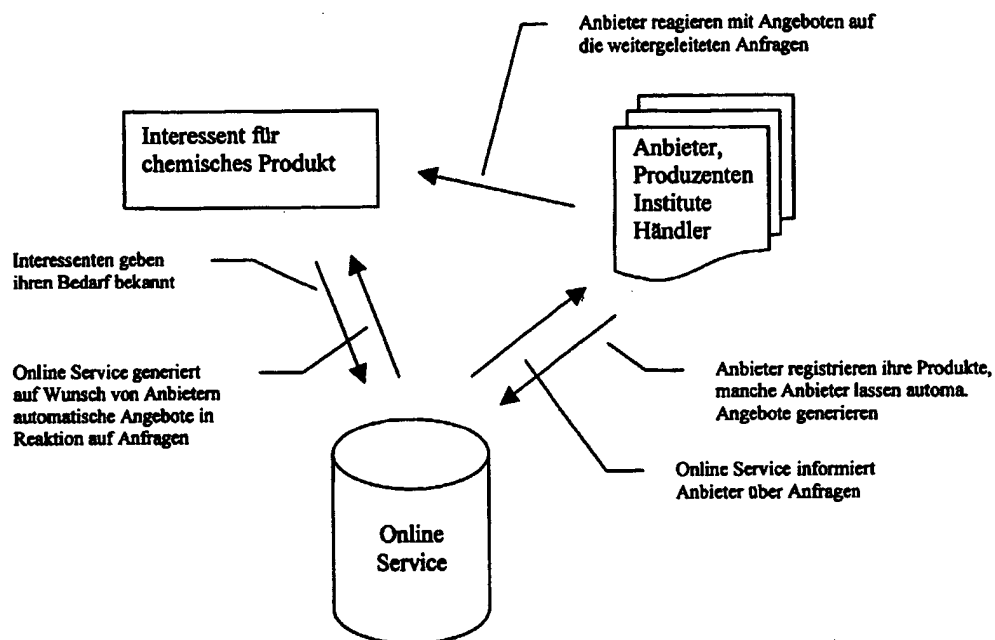 Anbieter reagieren mit Angeboten auf
die weitergeleiteten Anfragen
Interessent für
chemisches Produkt
Anbieter,
Produzenten
Institute
Händler
Interessenten geben
ihren Bedarf bekannt
Online Service generiert
auf Wunsch von Anbietern
automatische Angebote in
Reaktion auf Anfragen
Anbieter registrieren ihre Produkte,
manche Anbieter lassen automa.
Angebote generieren
Online Service informiert
Anbieter über Anfragen
Online
Service